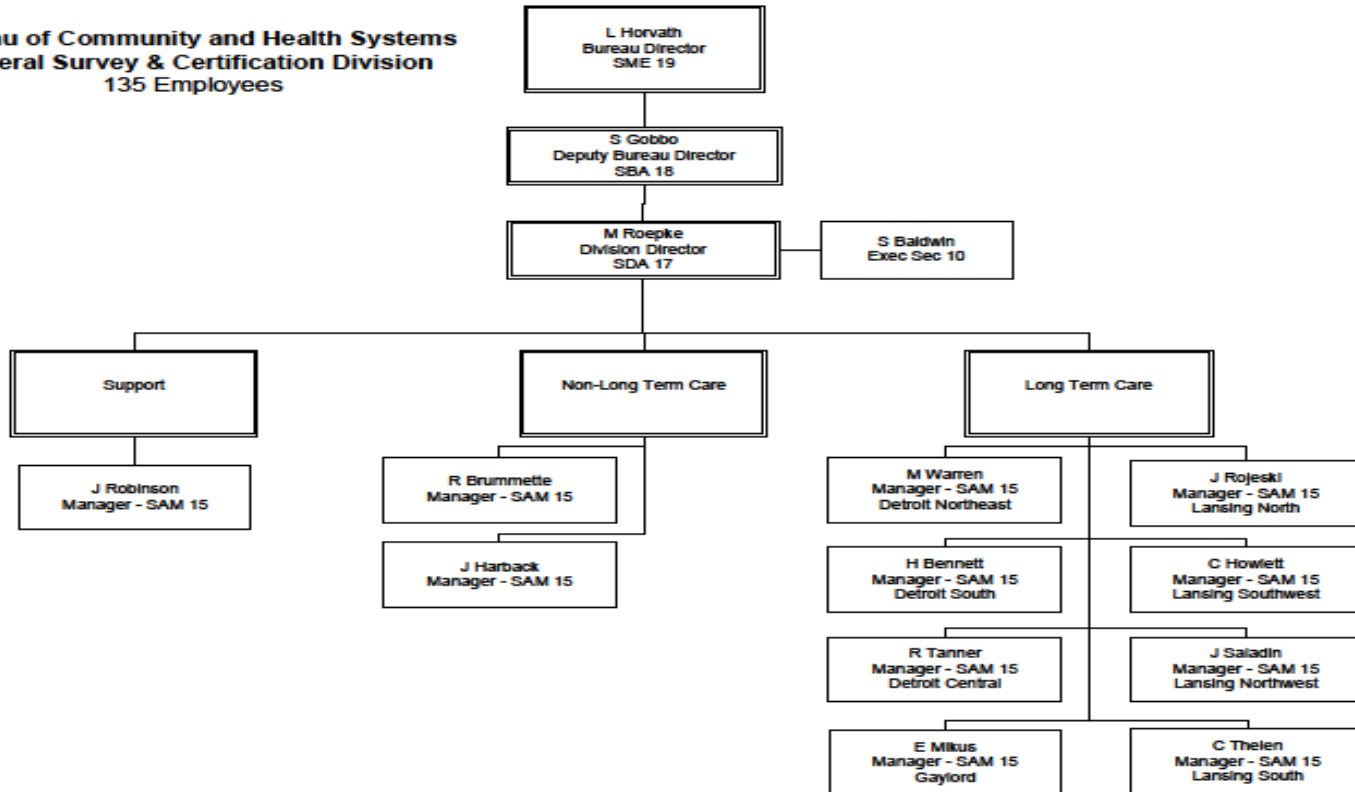 au of Community and Health Systems
eral Survey & Certification Division
135 Employees
L Horvath
Bureau Director
SME 19
S Gobbo
Deputy Bureau Director
SBA 18
M Roepke
Division Director
SDA 17
S Baldwin
Exec Sec 10
Support
Non-Long Term Care
Long Term Care
J Robinson
Manager - SAM 15
R Brummette
Manager - SAM 15
J Harback
Manager - SAM 15
M Warren
Manager - SAM 15
Detroit Northeast
J Rojeski
Manager - SAM 15
Lansing North
H Bennett
Manager - SAM 15
Detroit South
C Howlett
Manager - SAM 15
Lansing Southwest
R Tanner
Manager - SAM 15
Detroit Central
J Saladin
Manager - SAM 15
Lansing Northwest
E Mikus
Manager - SAM 15
Gaylord
C Thelen
Manager - SAM 15
Lansing South